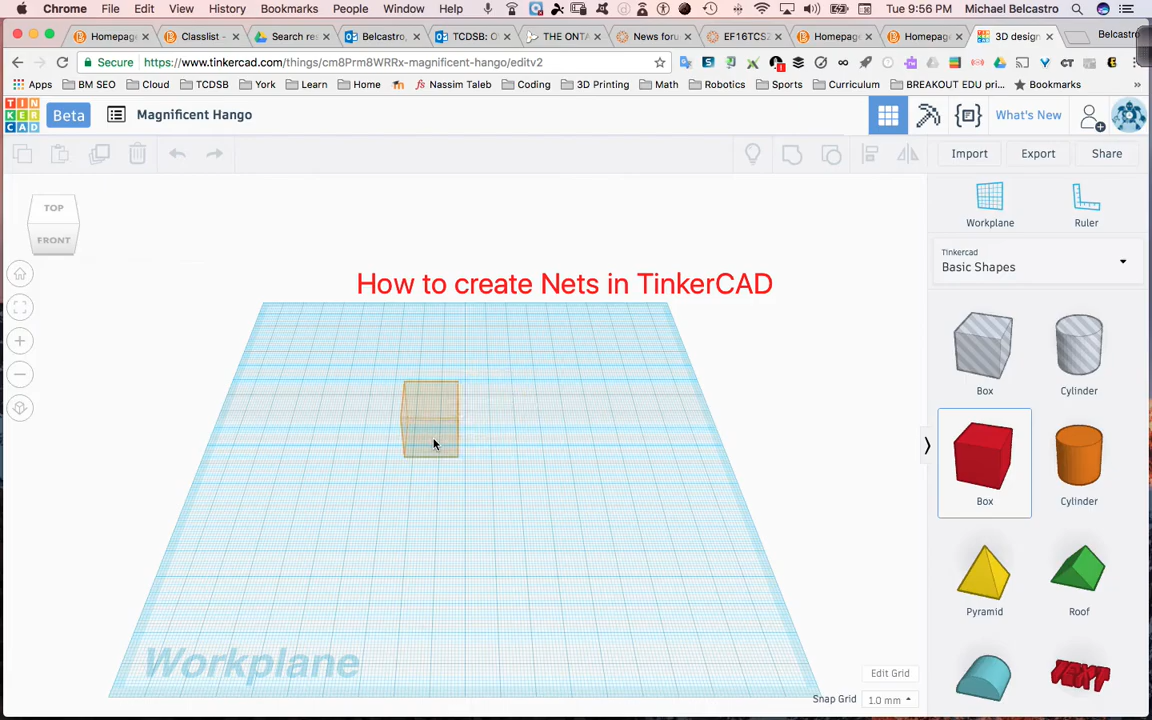 Chrome File Edit View History Bookmarks People Window Help Tue 9:56 PM Michael Belcastro
Homepag Classlist - Search res Belcastro, TCDSB: O THE ONTA News foru EF16TCS2 Homepag Homepag 3D design Belcastro
Secure https://www.tinkercad.com/things/cm8Prm8WRRx-magnificent-hango/editv2
Apps BM SEO Cloud TCDSB York Learn Home Nassim Taleb Coding 3D Printing Math Robotics Sports Curriculum BREAKOUT EDU pri... Bookmarks »
TIN
KER
CAD
Beta Magnificent Hango What's New
Import Export Share
TOP
FRONT
Workplane Ruler
Tinkercad
Basic Shapes
How to create Nets in TinkerCAD
Box Cylinder
Box Cylinder
Pyramid Roof
TEXT
Workplane
Edit Grid
Snap Grid 1.0 mm